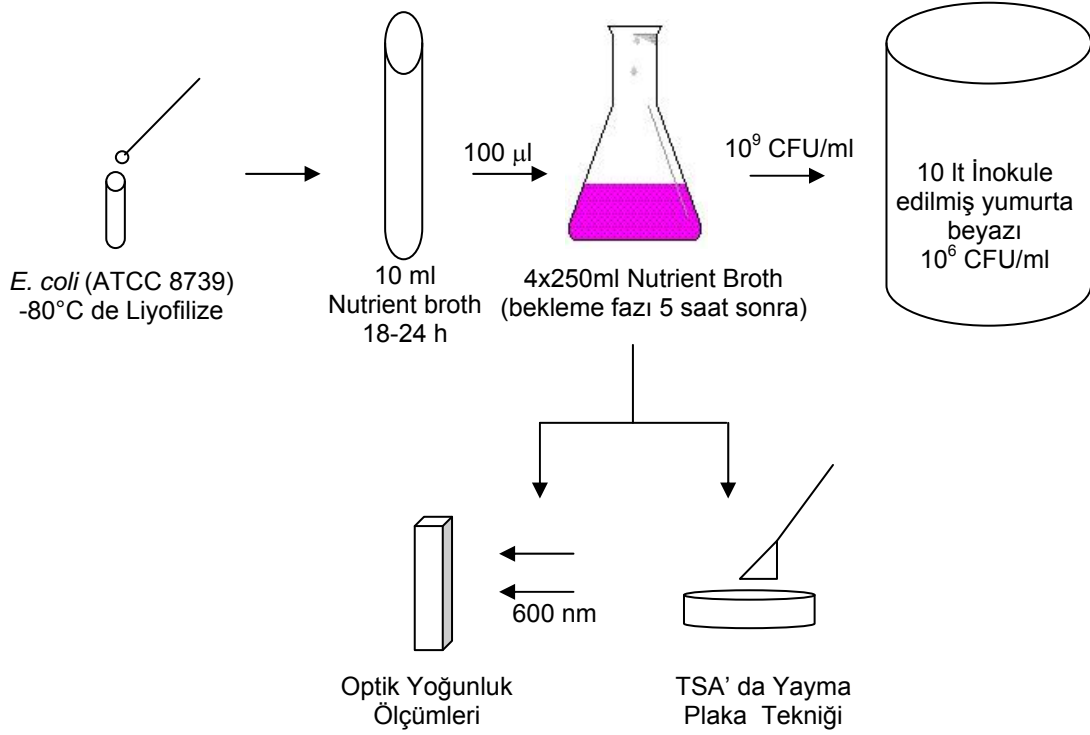 E. coli (ATCC 8739)
-80°C de Liyofilize
10 ml
Nutrient broth
18-24 h
100 µl
4x250ml Nutrient Broth
(bekleme fazı 5 saat sonra)
10⁹ CFU/ml
10 lt İnokule
edilmiş yumurta
beyazı
10⁶ CFU/ml
600 nm
Optik Yoğunluk
Ölçümleri
TSA’ da Yayma
Plaka Tekniği